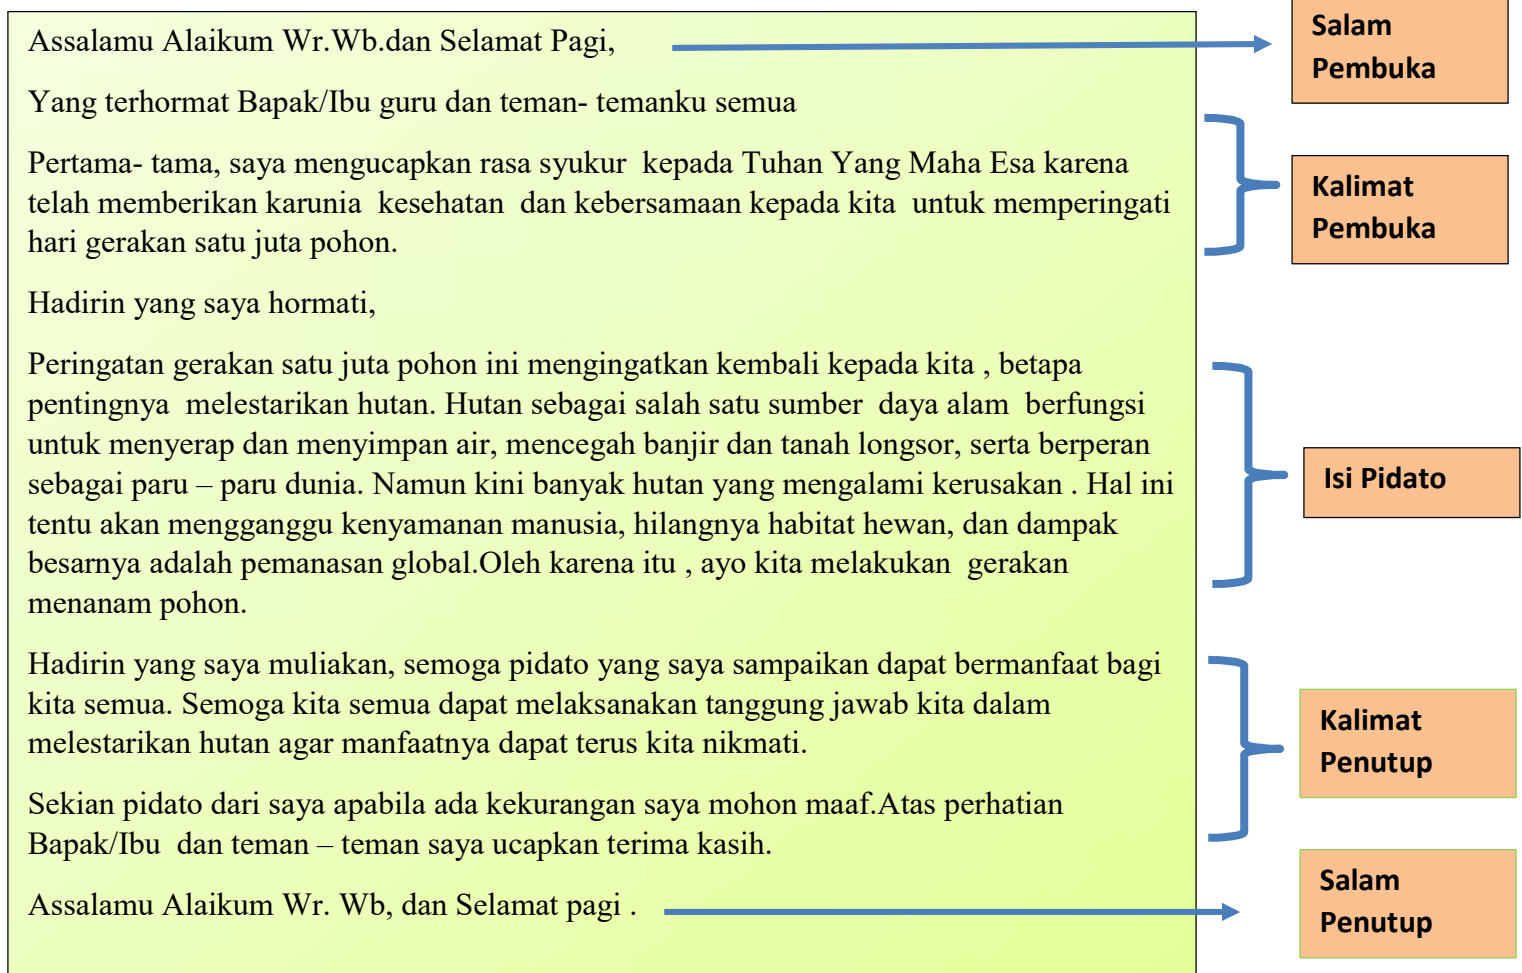 Assalamu Alaikum Wr.Wb.dan Selamat Pagi,
Salam
Pembuka
Yang terhormat Bapak/Ibu guru dan teman- temanku semua
Pertama- tama, saya mengucapkan rasa syukur kepada Tuhan Yang Maha Esa karena
telah memberikan karunia kesehatan dan kebersamaan kepada kita untuk memperingati
hari gerakan satu juta pohon.
Kalimat
Pembuka
Hadirin yang saya hormati,
Peringatan gerakan satu juta pohon ini mengingatkan kembali kepada kita , betapa
pentingnya melestarikan hutan. Hutan sebagai salah satu sumber daya alam berfungsi
untuk menyerap dan menyimpan air, mencegah banjir dan tanah longsor, serta berperan
sebagai paru – paru dunia. Namun kini banyak hutan yang mengalami kerusakan . Hal ini
tentu akan mengganggu kenyamanan manusia, hilangnya habitat hewan, dan dampak
besarnya adalah pemanasan global.Oleh karena itu , ayo kita melakukan gerakan
menanam pohon.
Isi Pidato
Hadirin yang saya muliakan, semoga pidato yang saya sampaikan dapat bermanfaat bagi
kita semua. Semoga kita semua dapat melaksanakan tanggung jawab kita dalam
melestarikan hutan agar manfaatnya dapat terus kita nikmati.
Sekian pidato dari saya apabila ada kekurangan saya mohon maaf.Atas perhatian
Bapak/Ibu dan teman – teman saya ucapkan terima kasih.
Kalimat
Penutup
Assalamu Alaikum Wr. Wb, dan Selamat pagi .
Salam
Penutup